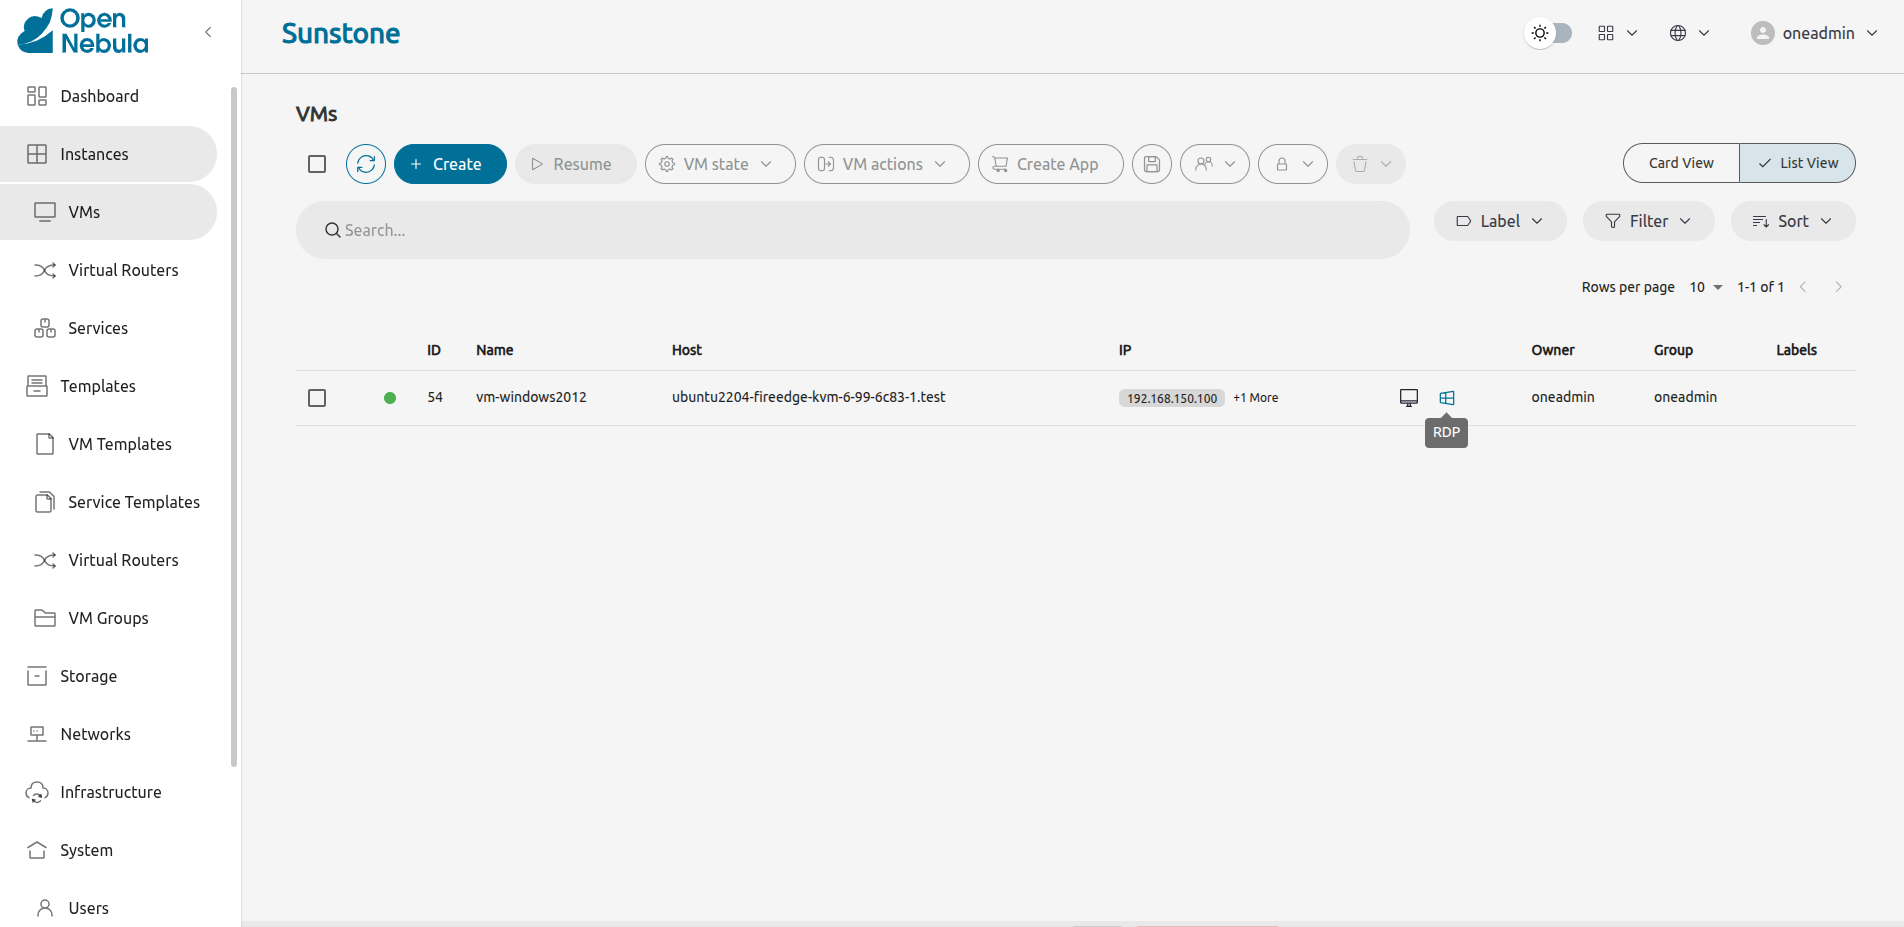 Open
Nebula
Sunstone
oneadmin
Dashboard
Instances
VMs
Virtual Routers
Services
Templates
VM Templates
Service Templates
Virtual Routers
VM Groups
Storage
Networks
Infrastructure
System
Users
VMs
Create
Resume
VM state
VM actions
Create App
Card View
List View
Search...
Label
Filter
Sort
Rows per page 10 1-1 of 1
ID Name Host IP Owner Group Labels
54 vm-windows2012 ubuntu2204-fireedge-kvm-6-99-6c83-1.test 192.168.150.100 +1 More oneadmin oneadmin
RDP